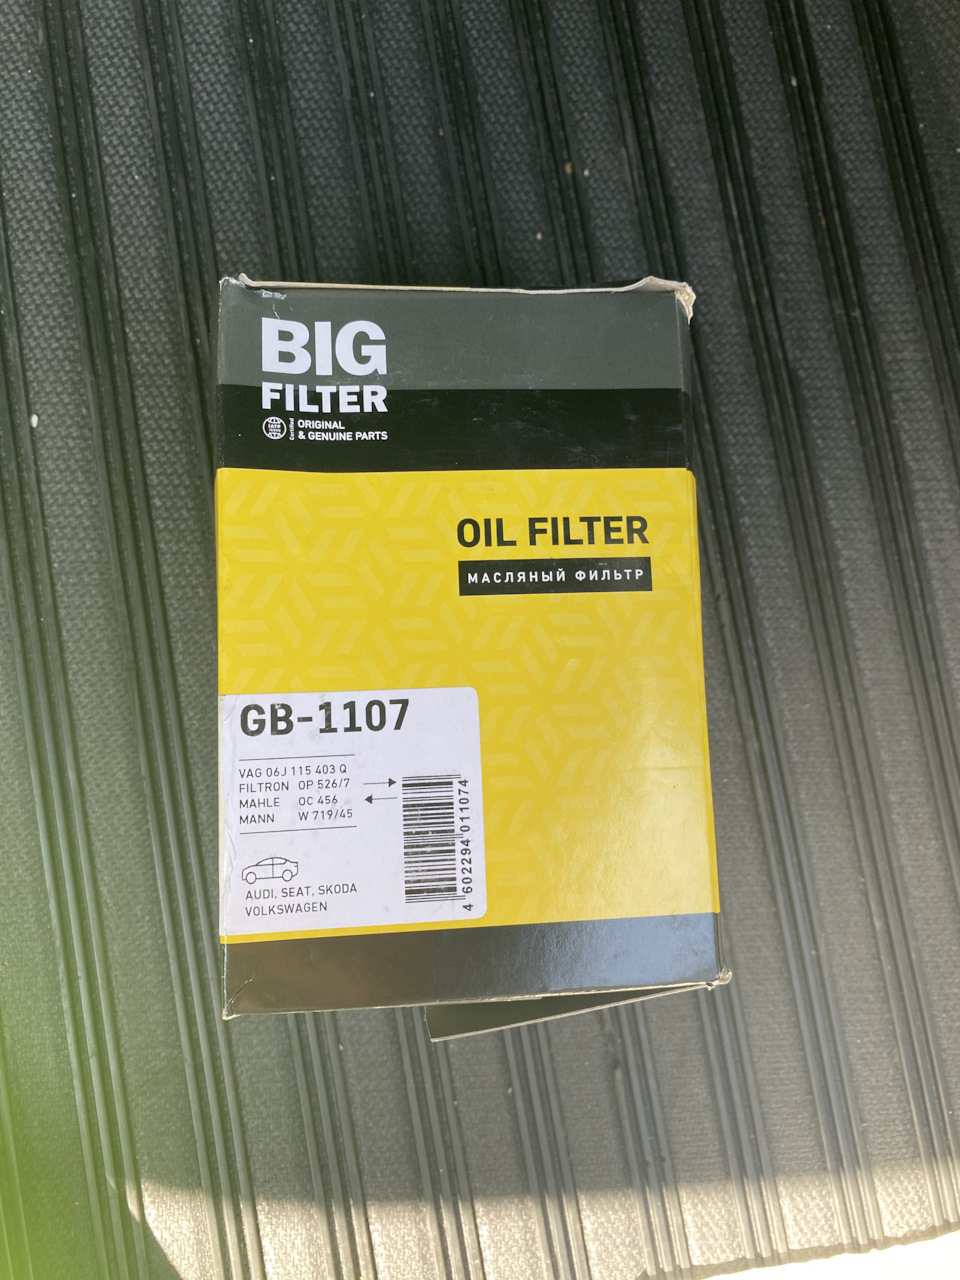 BIG
FILTER
Certified
ORIGINAL
& GENUINE PARTS
OIL FILTER
МАСЛЯНЫЙ ФИЛЬТР
GB-1107
VAG 06J 115 403 Q
FILTRON OP 526/7
MAHLE OC 456
MANN W 719/45
AUDI, SEAT, SKODA
VOLKSWAGEN
4 602294 011074